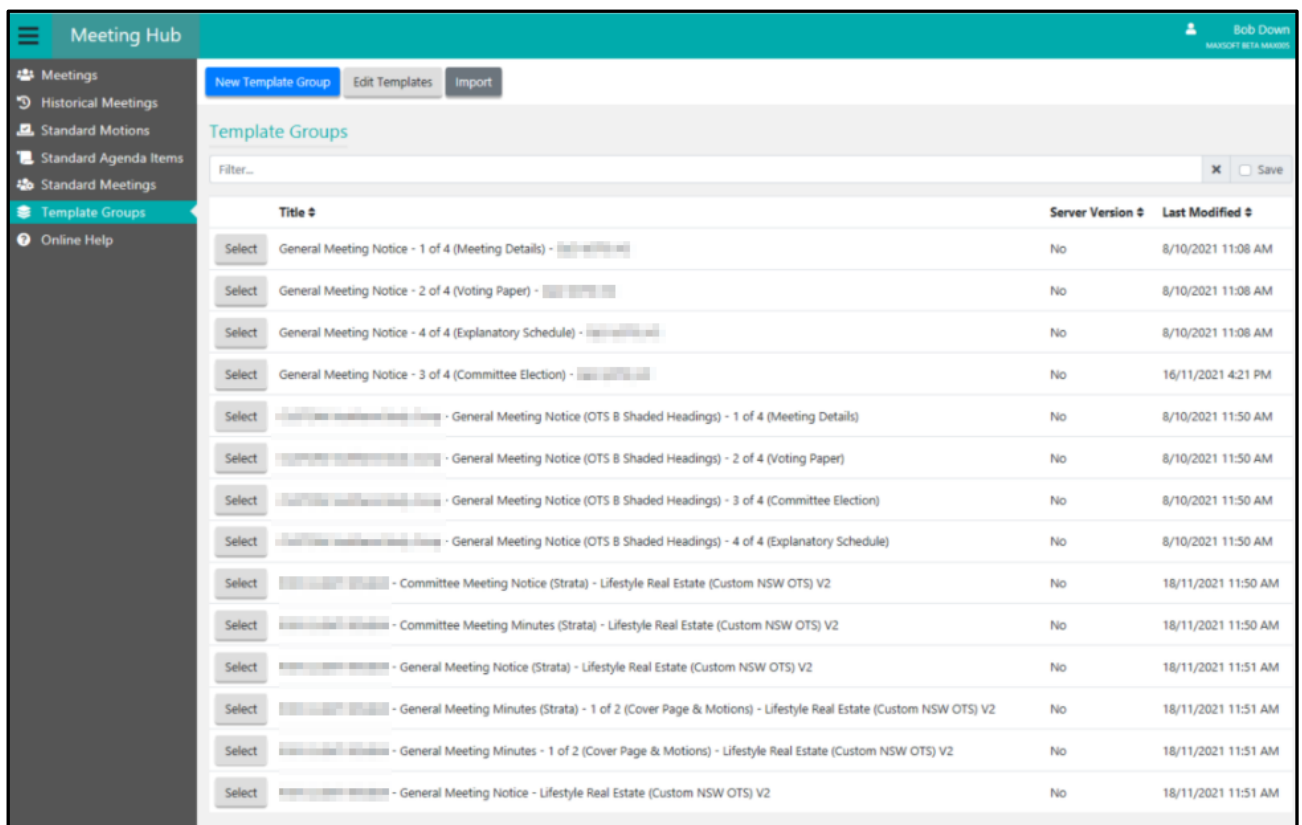 Meeting Hub
Bob Down
MAXSOFT BETA MAX005
Meetings
Historical Meetings
Standard Motions
Standard Agenda Items
Standard Meetings
Template Groups
Online Help
New Template Group Edit Templates Import
Template Groups
Filter... Save
Title Server Version Last Modified
Select General Meeting Notice - 1 of 4 (Meeting Details) - No 8/10/2021 11:08 AM
Select General Meeting Notice - 2 of 4 (Voting Paper) - No 8/10/2021 11:08 AM
Select General Meeting Notice - 4 of 4 (Explanatory Schedule) - No 8/10/2021 11:08 AM
Select General Meeting Notice - 3 of 4 (Committee Election) - No 16/11/2021 4:21 PM
Select - General Meeting Notice (OTS B Shaded Headings) - 1 of 4 (Meeting Details) No 8/10/2021 11:50 AM
Select - General Meeting Notice (OTS B Shaded Headings) - 2 of 4 (Voting Paper) No 8/10/2021 11:50 AM
Select - General Meeting Notice (OTS B Shaded Headings) - 3 of 4 (Committee Election) No 8/10/2021 11:50 AM
Select - General Meeting Notice (OTS B Shaded Headings) - 4 of 4 (Explanatory Schedule) No 8/10/2021 11:50 AM
Select - Committee Meeting Notice (Strata) - Lifestyle Real Estate (Custom NSW OTS) V2 No 18/11/2021 11:50 AM
Select - Committee Meeting Minutes (Strata) - Lifestyle Real Estate (Custom NSW OTS) V2 No 18/11/2021 11:50 AM
Select - General Meeting Notice (Strata) - Lifestyle Real Estate (Custom NSW OTS) V2 No 18/11/2021 11:51 AM
Select - General Meeting Minutes (Strata) - 1 of 2 (Cover Page & Motions) - Lifestyle Real Estate (Custom NSW OTS) V2 No 18/11/2021 11:51 AM
Select - General Meeting Minutes - 1 of 2 (Cover Page & Motions) - Lifestyle Real Estate (Custom NSW OTS) V2 No 18/11/2021 11:51 AM
Select - General Meeting Notice - Lifestyle Real Estate (Custom NSW OTS) V2 No 18/11/2021 11:51 AM